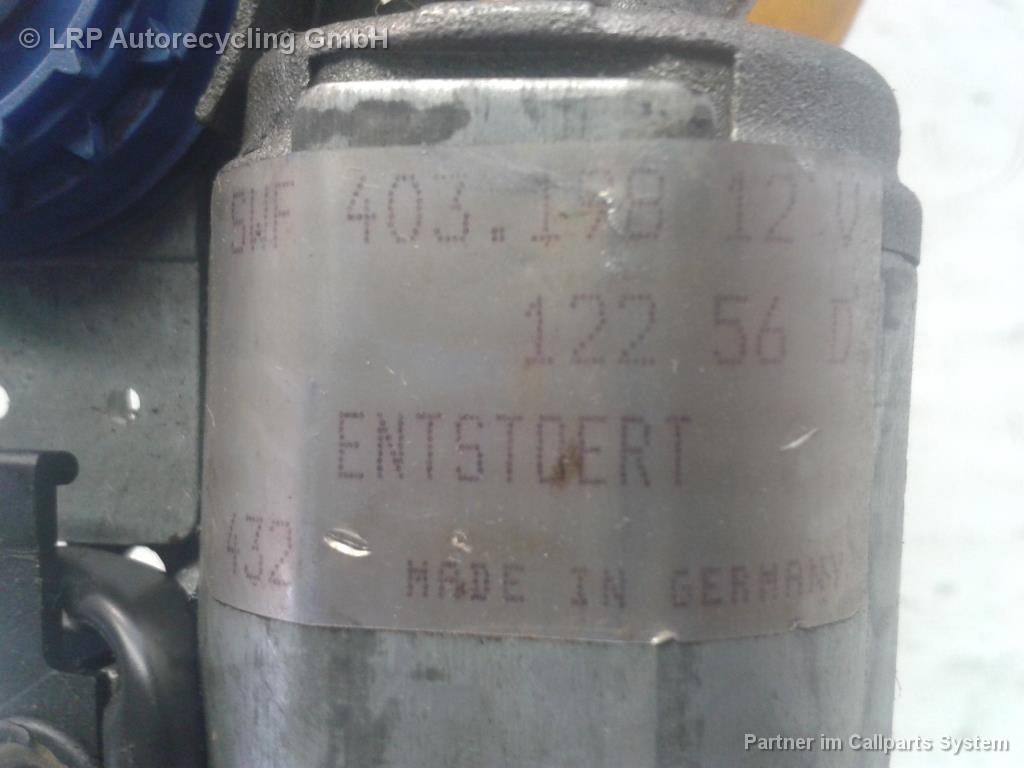 © LRP Autorecycling GmbH
SWF 403.198 12 V
122 56 D
ENTSTOERT
432
MADE IN GERMANY
Partner im Callparts System